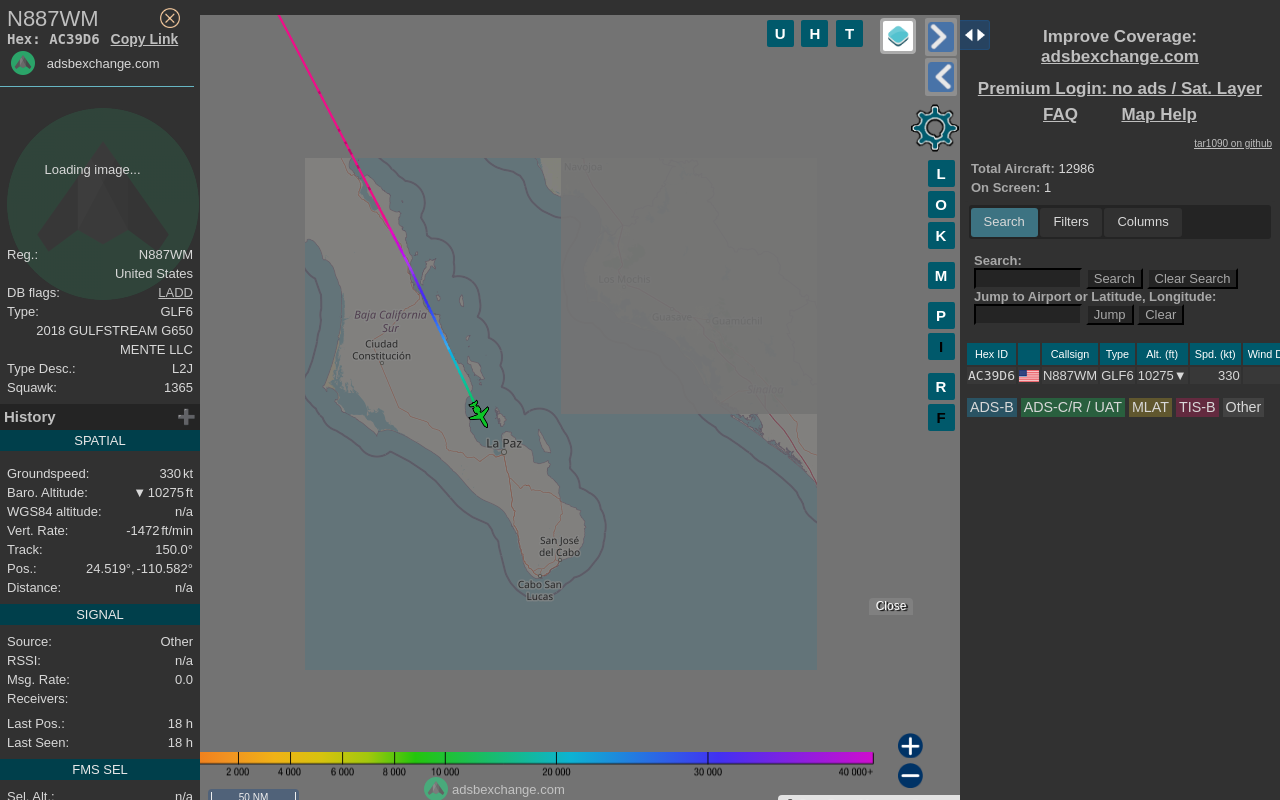 N887WM
Hex: AC39D6 Copy Link
adsbexchange.com
Loading image...
Reg.: N887WM
United States
DB flags: LADD
Type: GLF6
2018 GULFSTREAM G650
MENTE LLC
Type Desc.: L2J
Squawk: 1365
History
SPATIAL
Groundspeed: 330 kt
Baro. Altitude: ▼ 10275 ft
WGS84 altitude: n/a
Vert. Rate: -1472 ft/min
Track: 150.0°
Pos.: 24.519°, -110.582°
Distance: n/a
SIGNAL
Source: Other
RSSI: n/a
Msg. Rate: 0.0
Receivers:
Last Pos.: 18 h
Last Seen: 18 h
FMS SEL
Sel. Alt.: n/a
U H T
L
O
K
M
P
I
R
F
Los Mochis
Guasave
Guamúchil
Baja California
Sur
Ciudad
Constitución
La Paz
San José
del Cabo
Cabo San
Lucas
Close
2 000 4 000 6 000 8 000 10 000 20 000 30 000 40 000+
adsbexchange.com
50 NM
Improve Coverage:
adsbexchange.com
Premium Login: no ads / Sat. Layer
FAQ Map Help
tar1090 on github
Total Aircraft: 12986
On Screen: 1
Search Filters Columns
Search:
Search Clear Search
Jump to Airport or Latitude, Longitude:
Jump Clear
Hex ID Callsign Type Alt. (ft) Spd. (kt) Wind D
AC39D6 N887WM GLF6 10275▼ 330
ADS-B ADS-C/R / UAT MLAT TIS-B Other